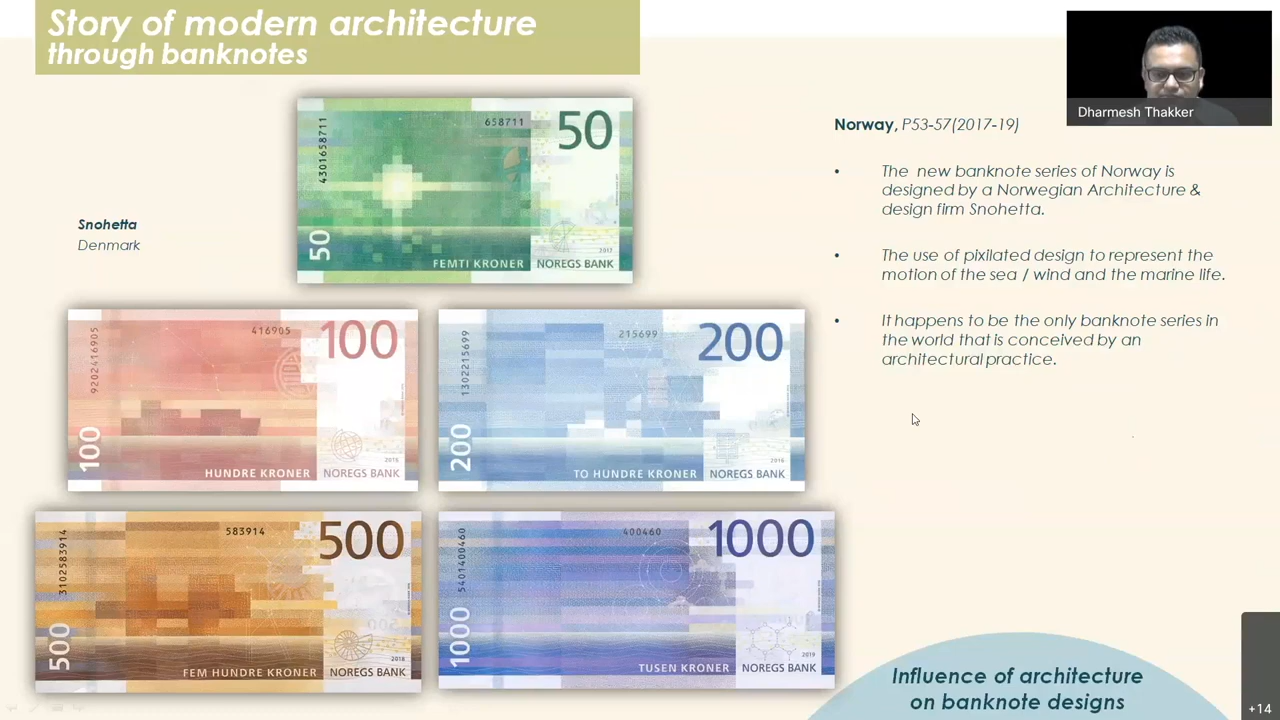 Story of modern architecture
through banknotes
Dharmesh Thakker
Norway, P53-57(2017-19)
• The new banknote series of Norway is
designed by a Norwegian Architecture &
design firm Snohetta.
• The use of pixilated design to represent the
motion of the sea / wind and the marine life.
• It happens to be the only banknote series in
the world that is conceived by an
architectural practice.
Snohetta
Denmark
4301658711
658711
50
50
2017
FEMTI KRONER
NOREGS BANK
9202416905
416905
100
100
2016
HUNDRE KRONER
NOREGS BANK
1302215699
215699
200
200
2016
TO HUNDRE KRONER
NOREGS BANK
3102583914
583914
500
500
2018
FEM HUNDRE KRONER
NOREGS BANK
5401400460
400460
1000
1000
2019
TUSEN KRONER
NOREGS BANK
Influence of architecture
on banknote designs
+14